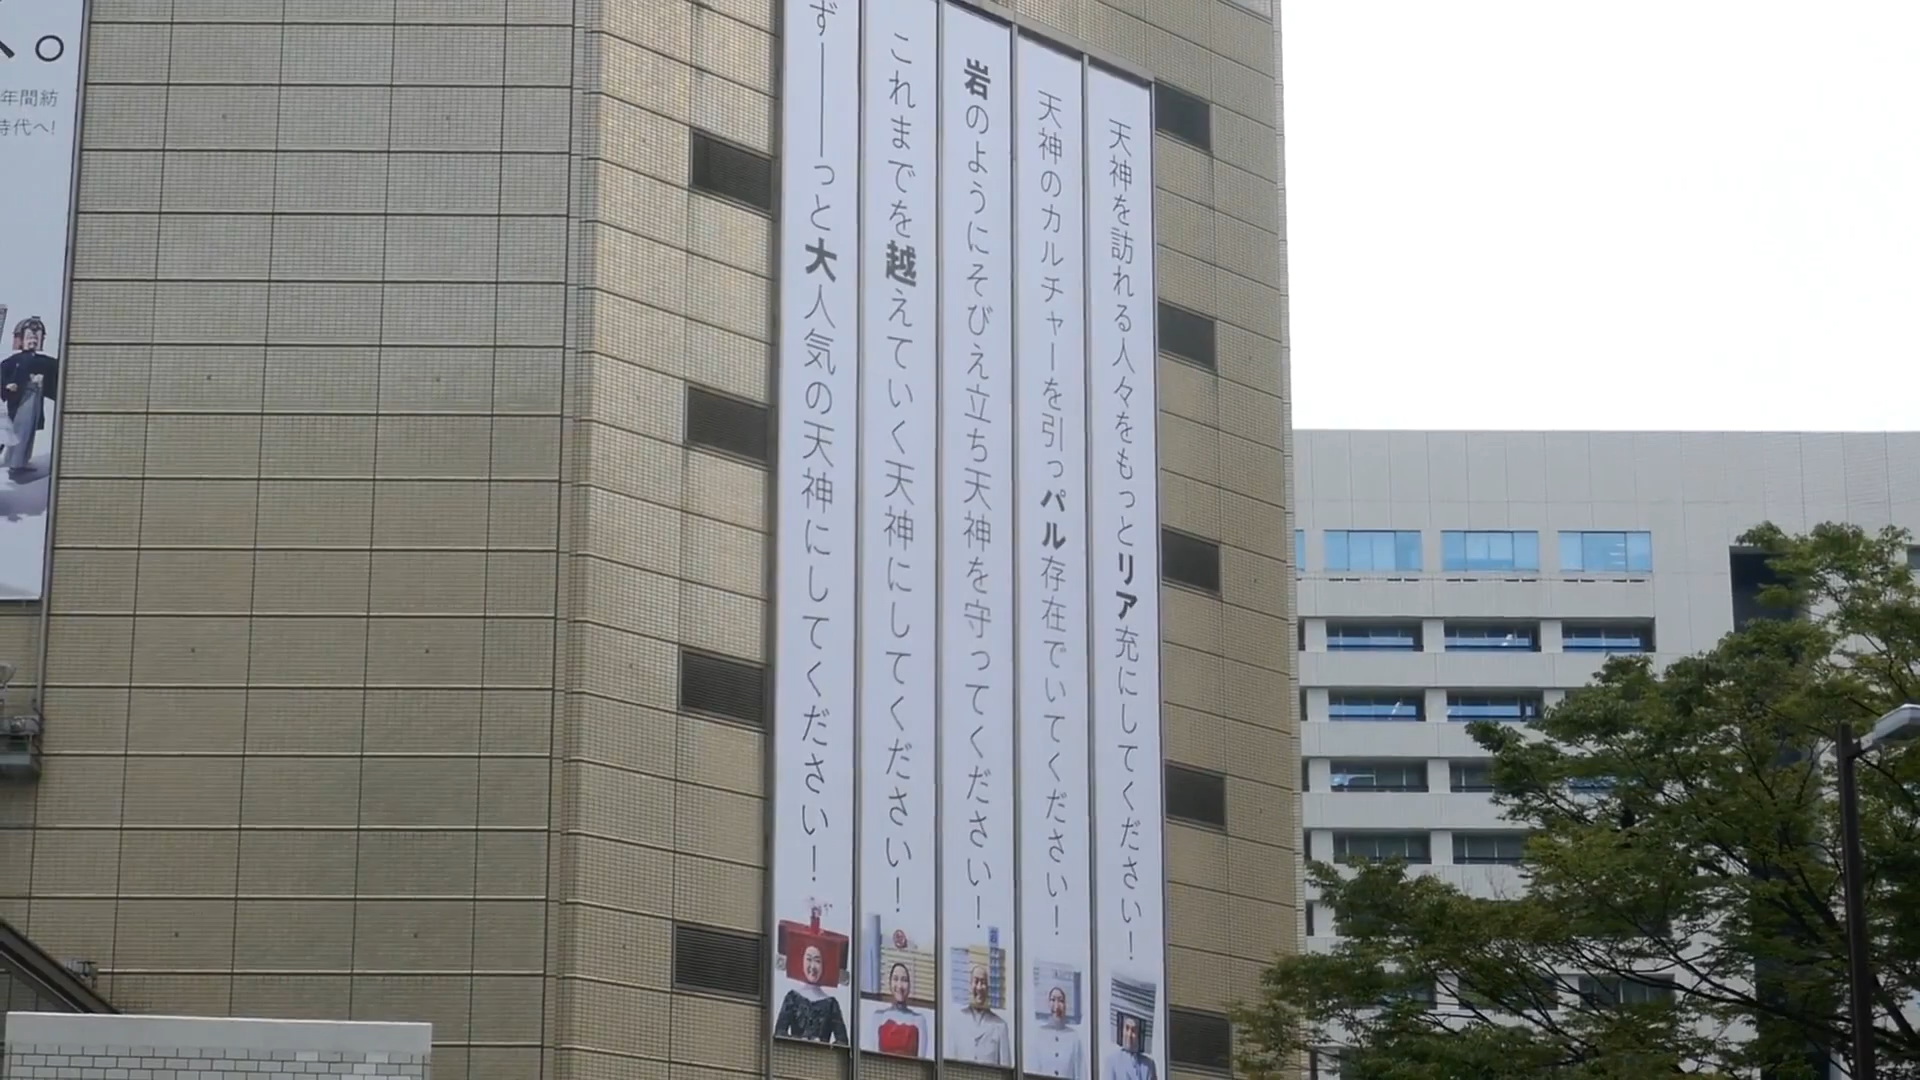 天神を訪れる人々をもっとリア充にしてください!
天神のカルチャーを引っパル存在でいてください!
岩のようにそびえ立ち天神を守ってください!
これまでを越えていく天神にしてください!
ず────っと大人気の天神にしてください!
へ。
年間紡
時代へ!